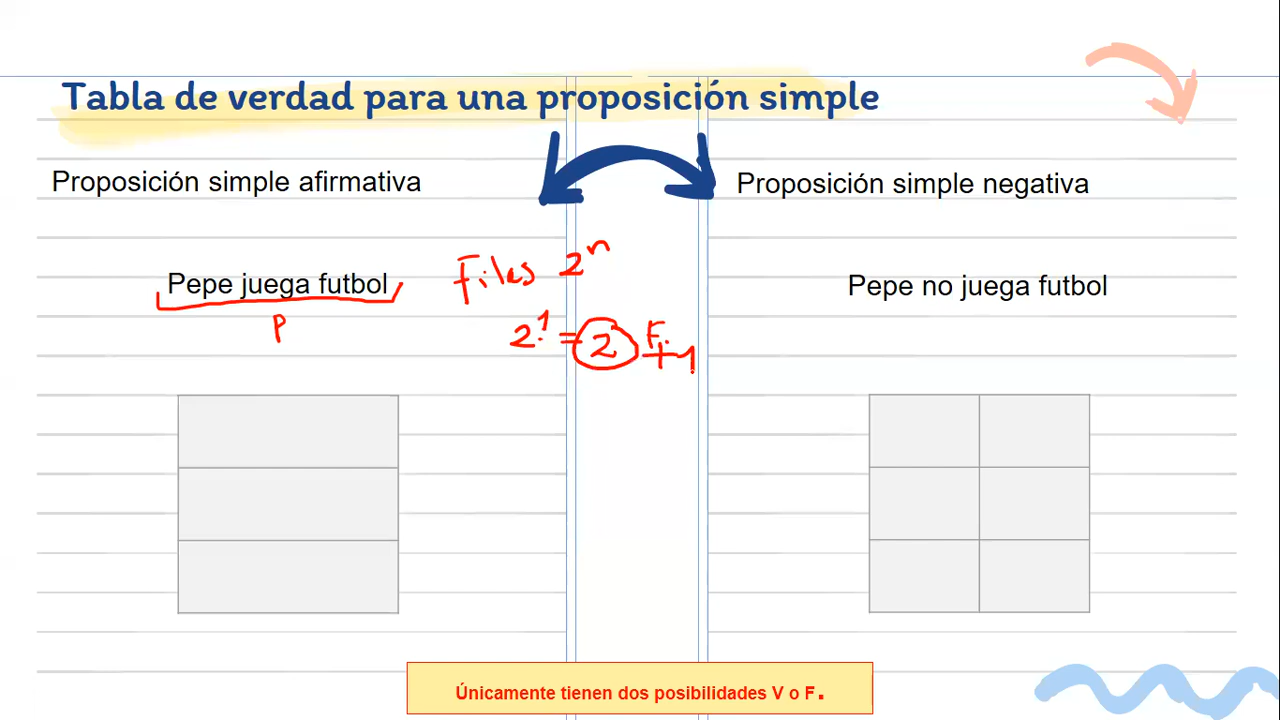 Tabla de verdad para una proposición simple
Proposición simple afirmativa
Proposición simple negativa
Pepe juega futbol
p
Filas 2ⁿ
2¹ = 2 F. + 1
Pepe no juega futbol
Únicamente tienen dos posibilidades V o F.